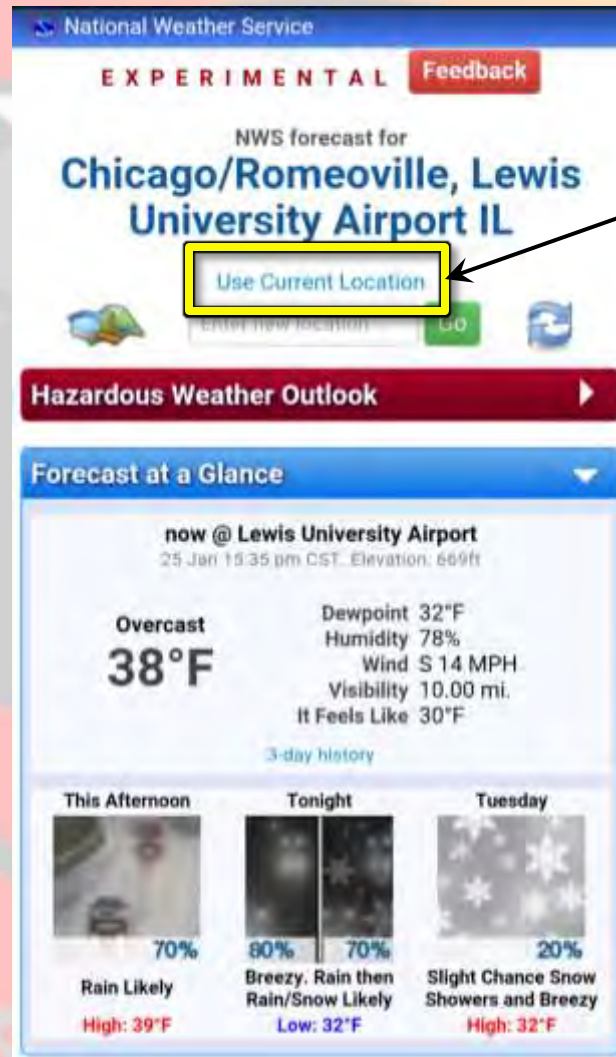 National Weather Service
EXPERIMENTAL Feedback
NWS forecast for
Chicago/Romeoville, Lewis
University Airport IL
Use Current Location
Enter new location Go
Hazardous Weather Outlook
Forecast at a Glance
now @ Lewis University Airport
25 Jan 15:35 pm CST. Elevation: 669ft
Overcast
38°F
Dewpoint 32°F
Humidity 78%
Wind S 14 MPH
Visibility 10.00 mi.
It Feels Like 30°F
3-day history
This Afternoon
70%
Rain Likely
High: 39°F
Tonight
80% 70%
Breezy. Rain then
Rain/Snow Likely
Low: 32°F
Tuesday
20%
Slight Chance Snow
Showers and Breezy
High: 32°F